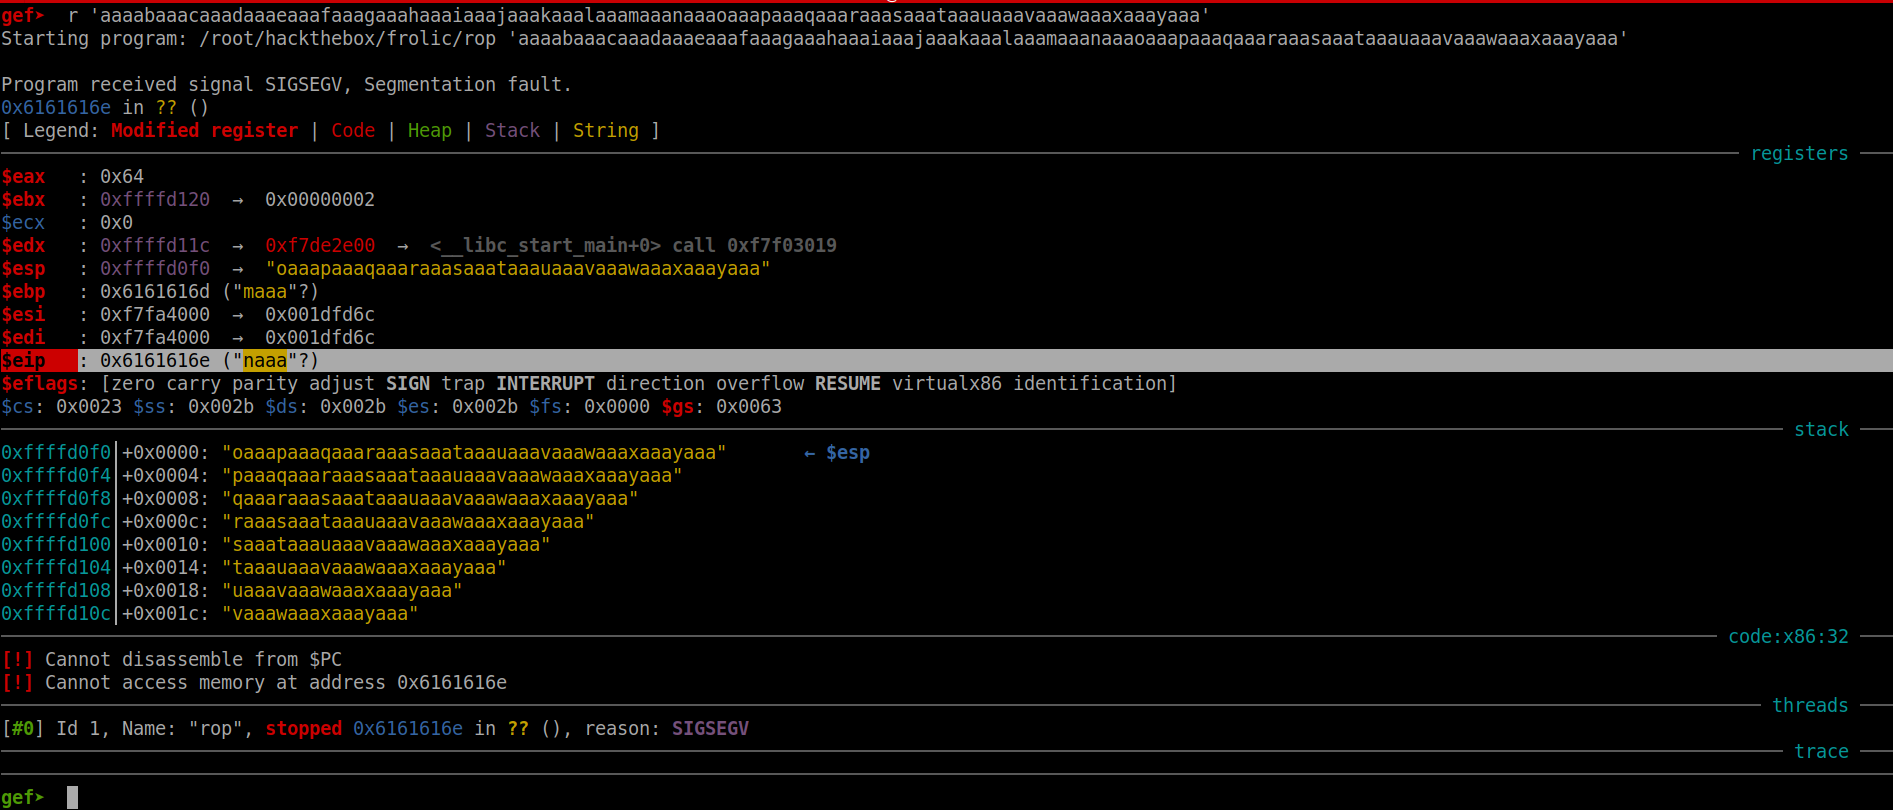 gef➤  r 'aaaabaaacaaadaaaeaaafaaagaaahaaaiaaajaaakaaalaaamaaanaaaoaaapaaaqaaaraaasaaataaauaaavaaawaaaxaaayaaa'
Starting program: /root/hackthebox/frolic/rop 'aaaabaaacaaadaaaeaaafaaagaaahaaaiaaajaaakaaalaaamaaanaaaoaaapaaaqaaaraaasaaataaauaaavaaawaaaxaaayaaa'
Program received signal SIGSEGV, Segmentation fault.
0x6161616e in ?? ()
[ Legend: Modified register | Code | Heap | Stack | String ]
registers
$eax   : 0x64
$ebx   : 0xffffd120  →  0x00000002
$ecx   : 0x0
$edx   : 0xffffd11c  →  0xf7de2e00  →  <__libc_start_main+0> call 0xf7f03019
$esp   : 0xffffd0f0  →  "oaaapaaaqaaaraaasaaataaauaaavaaawaaaxaaayaaa"
$ebp   : 0x6161616d ("maaa"?)
$esi   : 0xf7fa4000  →  0x001dfd6c
$edi   : 0xf7fa4000  →  0x001dfd6c
$eip   : 0x6161616e ("naaa"?)
$eflags: [zero carry parity adjust SIGN trap INTERRUPT direction overflow RESUME virtualx86 identification]
$cs: 0x0023 $ss: 0x002b $ds: 0x002b $es: 0x002b $fs: 0x0000 $gs: 0x0063
stack
0xffffd0f0│+0x0000: "oaaapaaaqaaaraaasaaataaauaaavaaawaaaxaaayaaa"       ← $esp
0xffffd0f4│+0x0004: "paaaqaaaraaasaaataaauaaavaaawaaaxaaayaaa"
0xffffd0f8│+0x0008: "qaaaraaasaaataaauaaavaaawaaaxaaayaaa"
0xffffd0fc│+0x000c: "raaasaaataaauaaavaaawaaaxaaayaaa"
0xffffd100│+0x0010: "saaataaauaaavaaawaaaxaaayaaa"
0xffffd104│+0x0014: "taaauaaavaaawaaaxaaayaaa"
0xffffd108│+0x0018: "uaaavaaawaaaxaaayaaa"
0xffffd10c│+0x001c: "vaaawaaaxaaayaaa"
code:x86:32
[!] Cannot disassemble from $PC
[!] Cannot access memory at address 0x6161616e
threads
[#0] Id 1, Name: "rop", stopped 0x6161616e in ?? (), reason: SIGSEGV
trace
gef➤